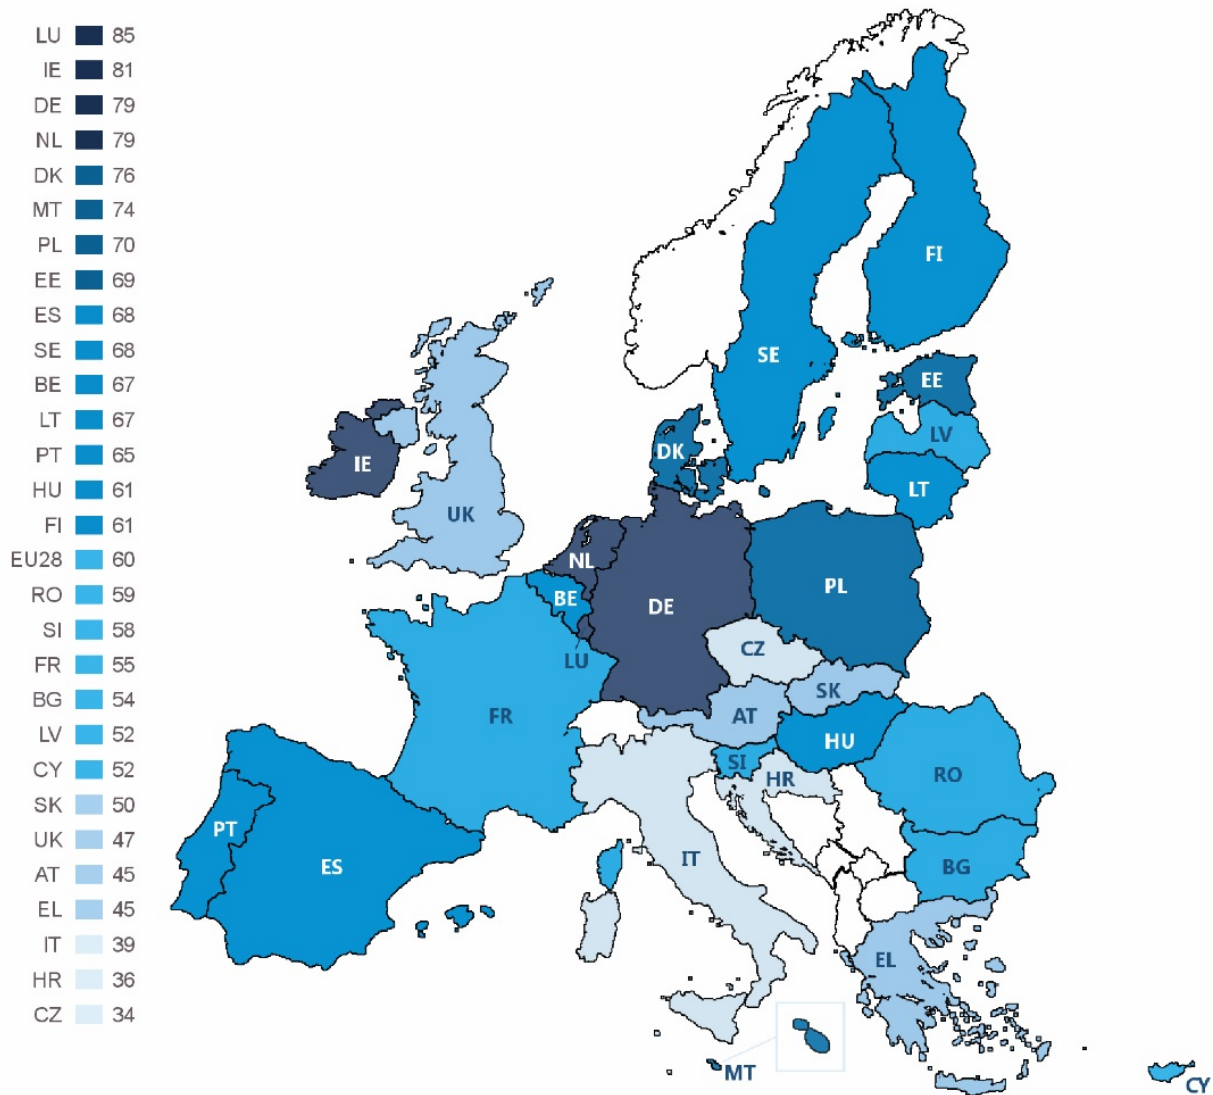 LU 85
IE 81
DE 79
NL 79
DK 76
MT 74
PL 70
EE 69
ES 68
SE 68
BE 67
LT 67
PT 65
HU 61
FI 61
EU28 60
RO 59
SI 58
FR 55
BG 54
LV 52
CY 52
SK 50
UK 47
AT 45
EL 45
IT 39
HR 36
CZ 34
FI
SE
EE
LV
DK
IE
LT
UK
NL
PL
BE
DE
CZ
LU
SK
FR
AT
HU
SI
RO
HR
PT
IT
ES
BG
EL
MT
CY